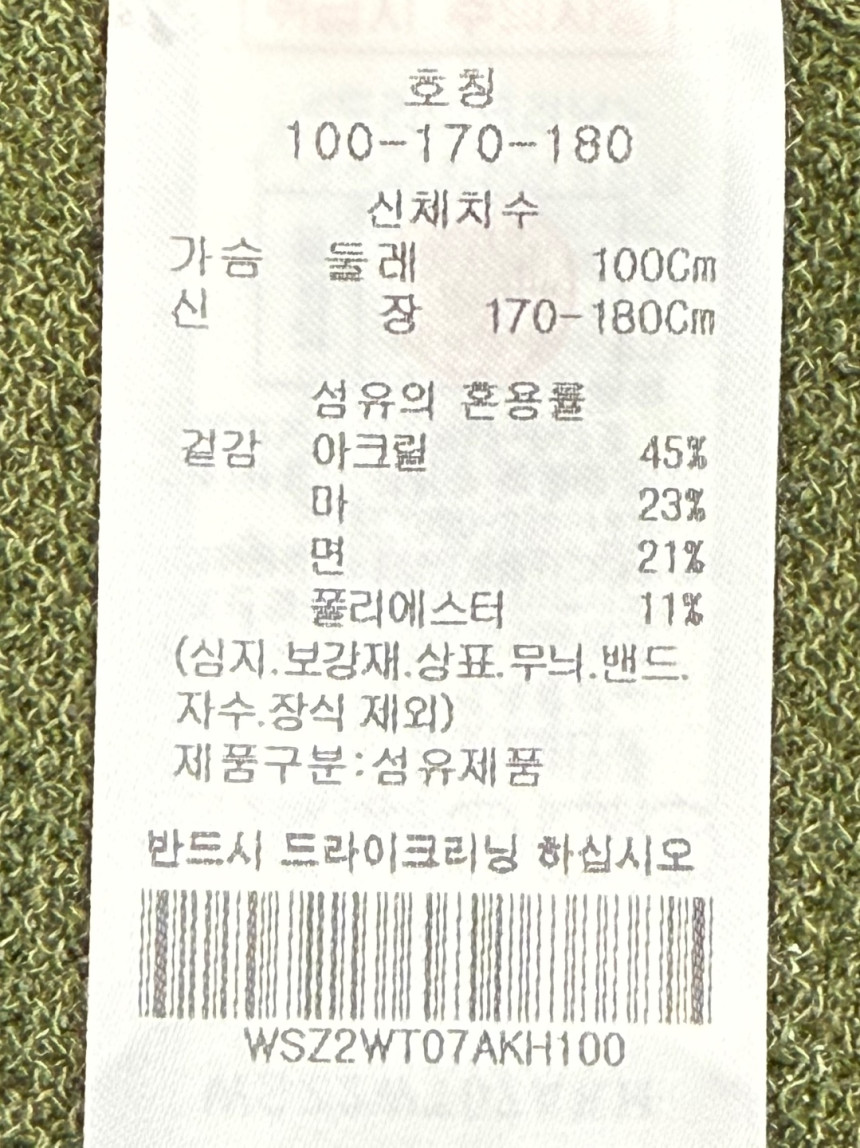 호칭
100-170-180
신체치수
가슴 둘레 100Cm
신 장 170-180Cm
섬유의 혼용률
겉감 아크릴 45%
마 23%
면 21%
폴리에스터 11%
(심지.보강재.상표.무늬.밴드.
자수.장식 제외)
제품구분:섬유제품
반드시 드라이크리닝 하십시오
WSZ2WT07AKH100